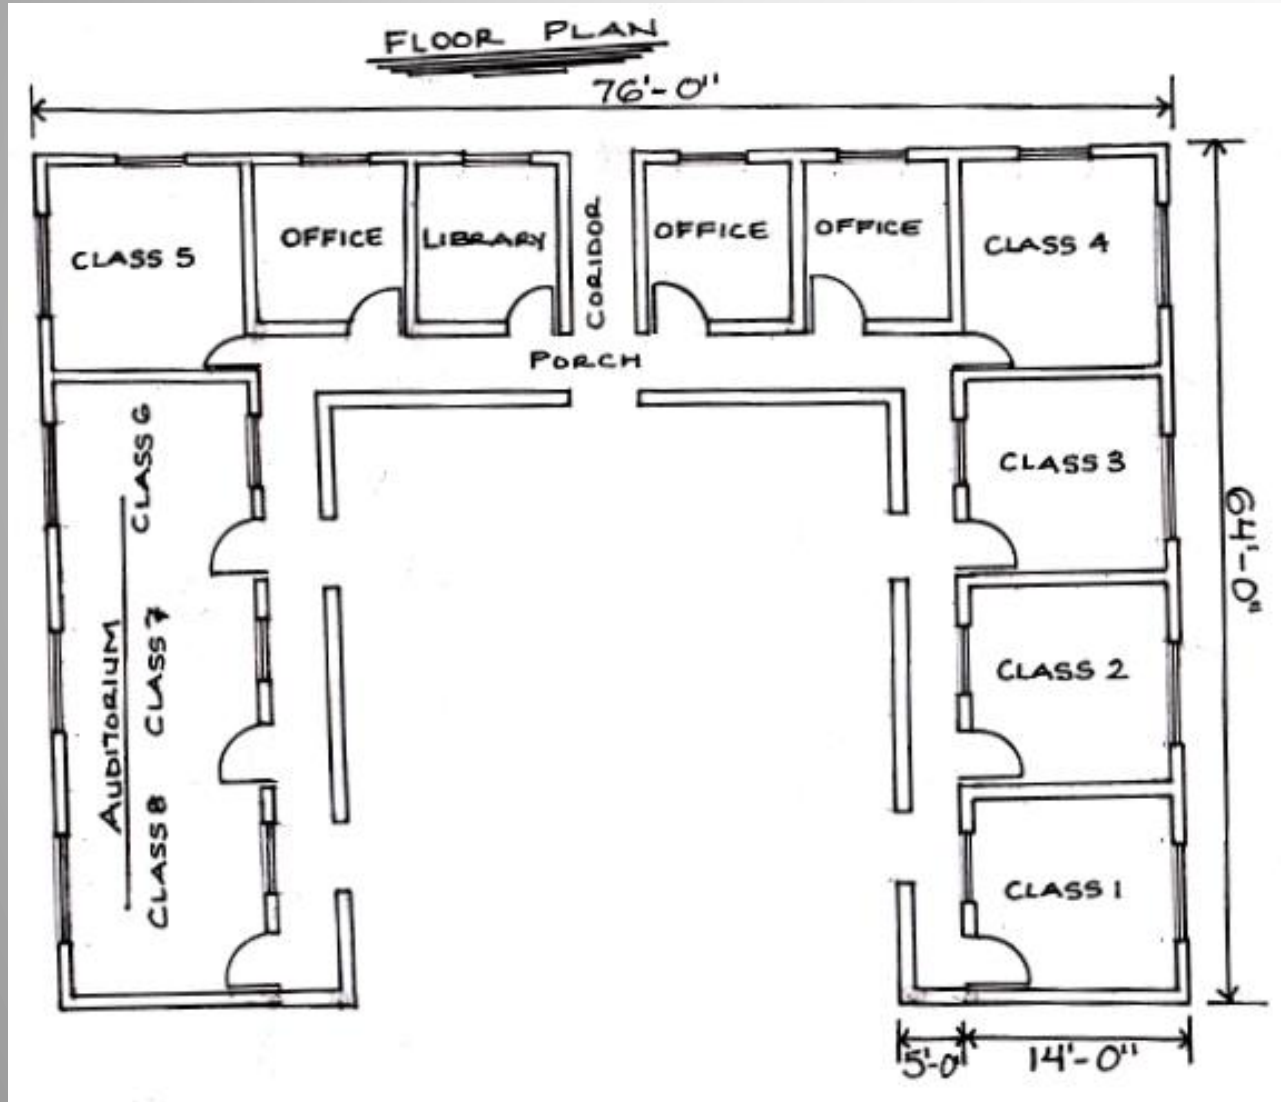 FLOOR PLAN
76'-0"
CLASS 5
OFFICE
LIBRARY
CORIDOR
OFFICE
OFFICE
CLASS 4
PORCH
CLASS 6
CLASS 3
64'-0"
AUDITORIUM
CLASS 7
CLASS 2
CLASS 8
CLASS 1
5'-0
14'-0"